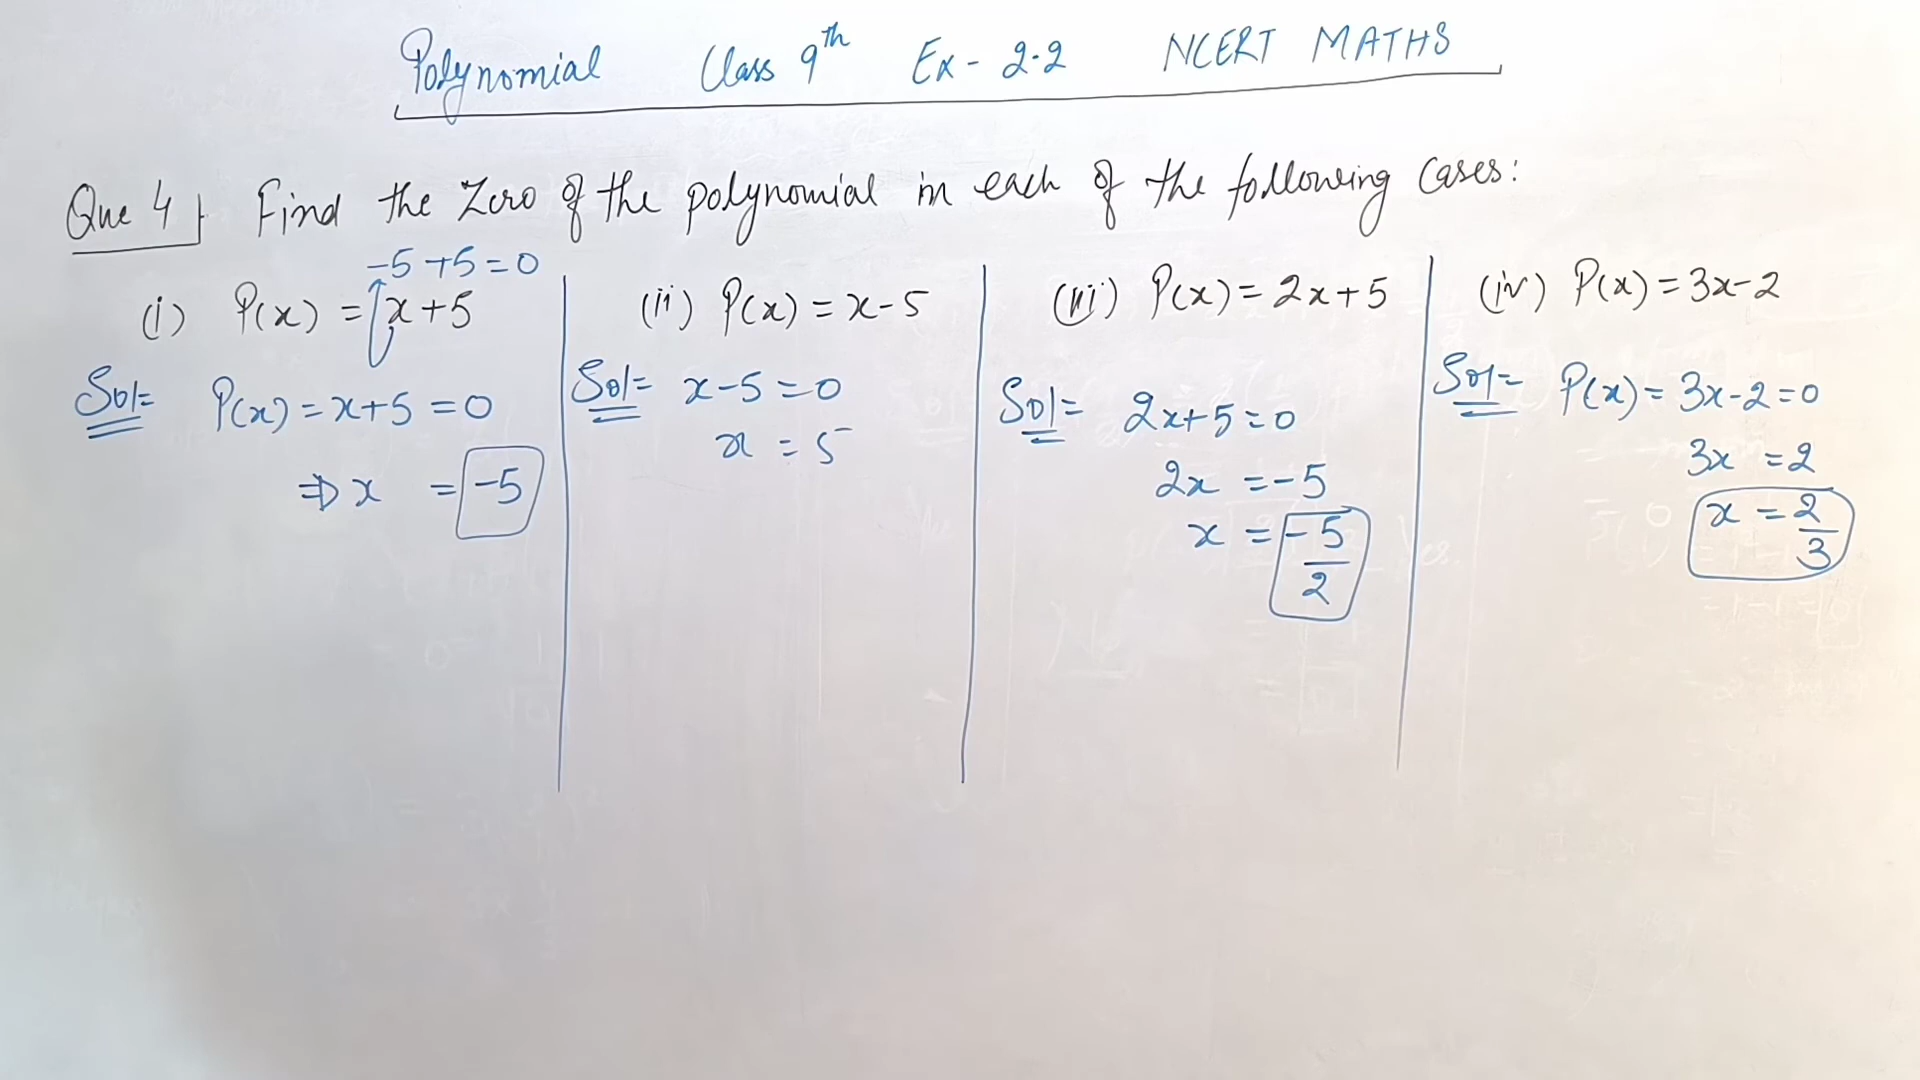 Polynomial Class 9th Ex - 2.2 NCERT MATHS
Que 4 Find the Zero of the polynomial in each of the following Cases:
-5 +5 = 0
(i) P(x) = x+5
Sol= P(x) = x+5 = 0
⇒ x = -5
(ii) P(x) = x-5
Sol= x-5 = 0
x = 5
(iii) P(x) = 2x+5
Sol= 2x+5=0
2x = -5
x = -5/2
(iv) P(x) = 3x-2
Sol= P(x) = 3x-2=0
3x = 2
x = 2/3